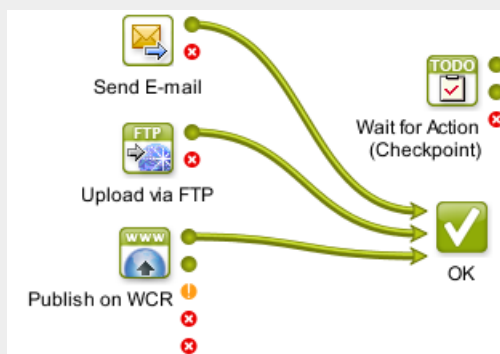 Send E-mail
TODO
Wait for Action
(Checkpoint)
FTP
Upload via FTP
WWW
Publish on WCR
OK